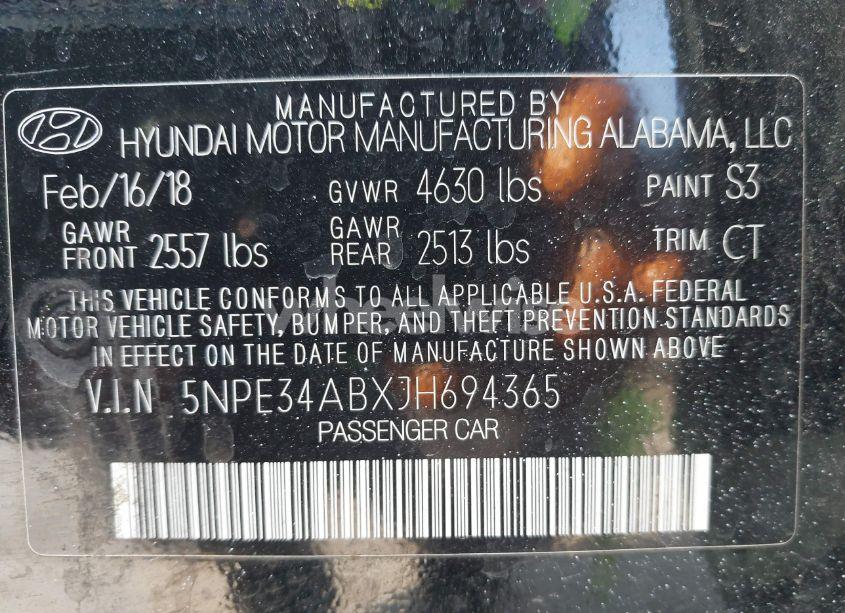 MANUFACTURED BY
HYUNDAI MOTOR MANUFACTURING ALABAMA, LLC
Feb/16/18 GVWR 4630 lbs PAINT S3
GAWR FRONT 2557 lbs GAWR REAR 2513 lbs TRIM CT
THIS VEHICLE CONFORMS TO ALL APPLICABLE U.S.A. FEDERAL
MOTOR VEHICLE SAFETY, BUMPER, AND THEFT PREVENTION STANDARDS
IN EFFECT ON THE DATE OF MANUFACTURE SHOWN ABOVE
V.I.N 5NPE34ABXJH694365
PASSENGER CAR